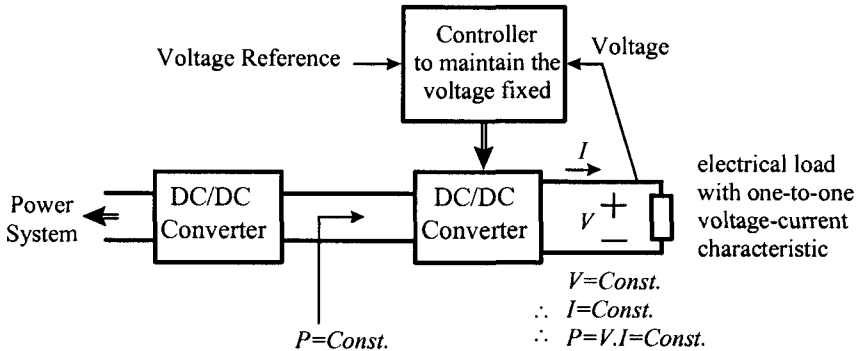 Voltage Reference
Controller
to maintain the
voltage fixed
Voltage
I
Power
System
DC/DC
Converter
DC/DC
Converter
V
+
−
electrical load
with one-to-one
voltage-current
characteristic
P=Const.
V=Const.
∴ I=Const.
∴ P=V.I=Const.